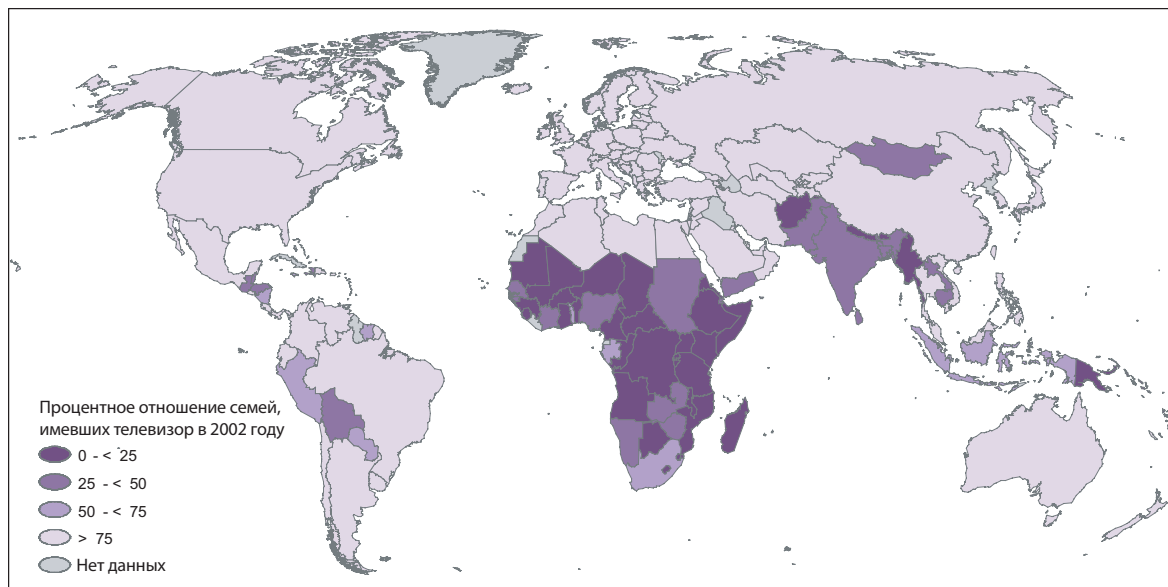 Процентное отношение семей,
имевших телевизор в 2002 году
0 - < 25
25 - < 50
50 - < 75
> 75
Нет данных